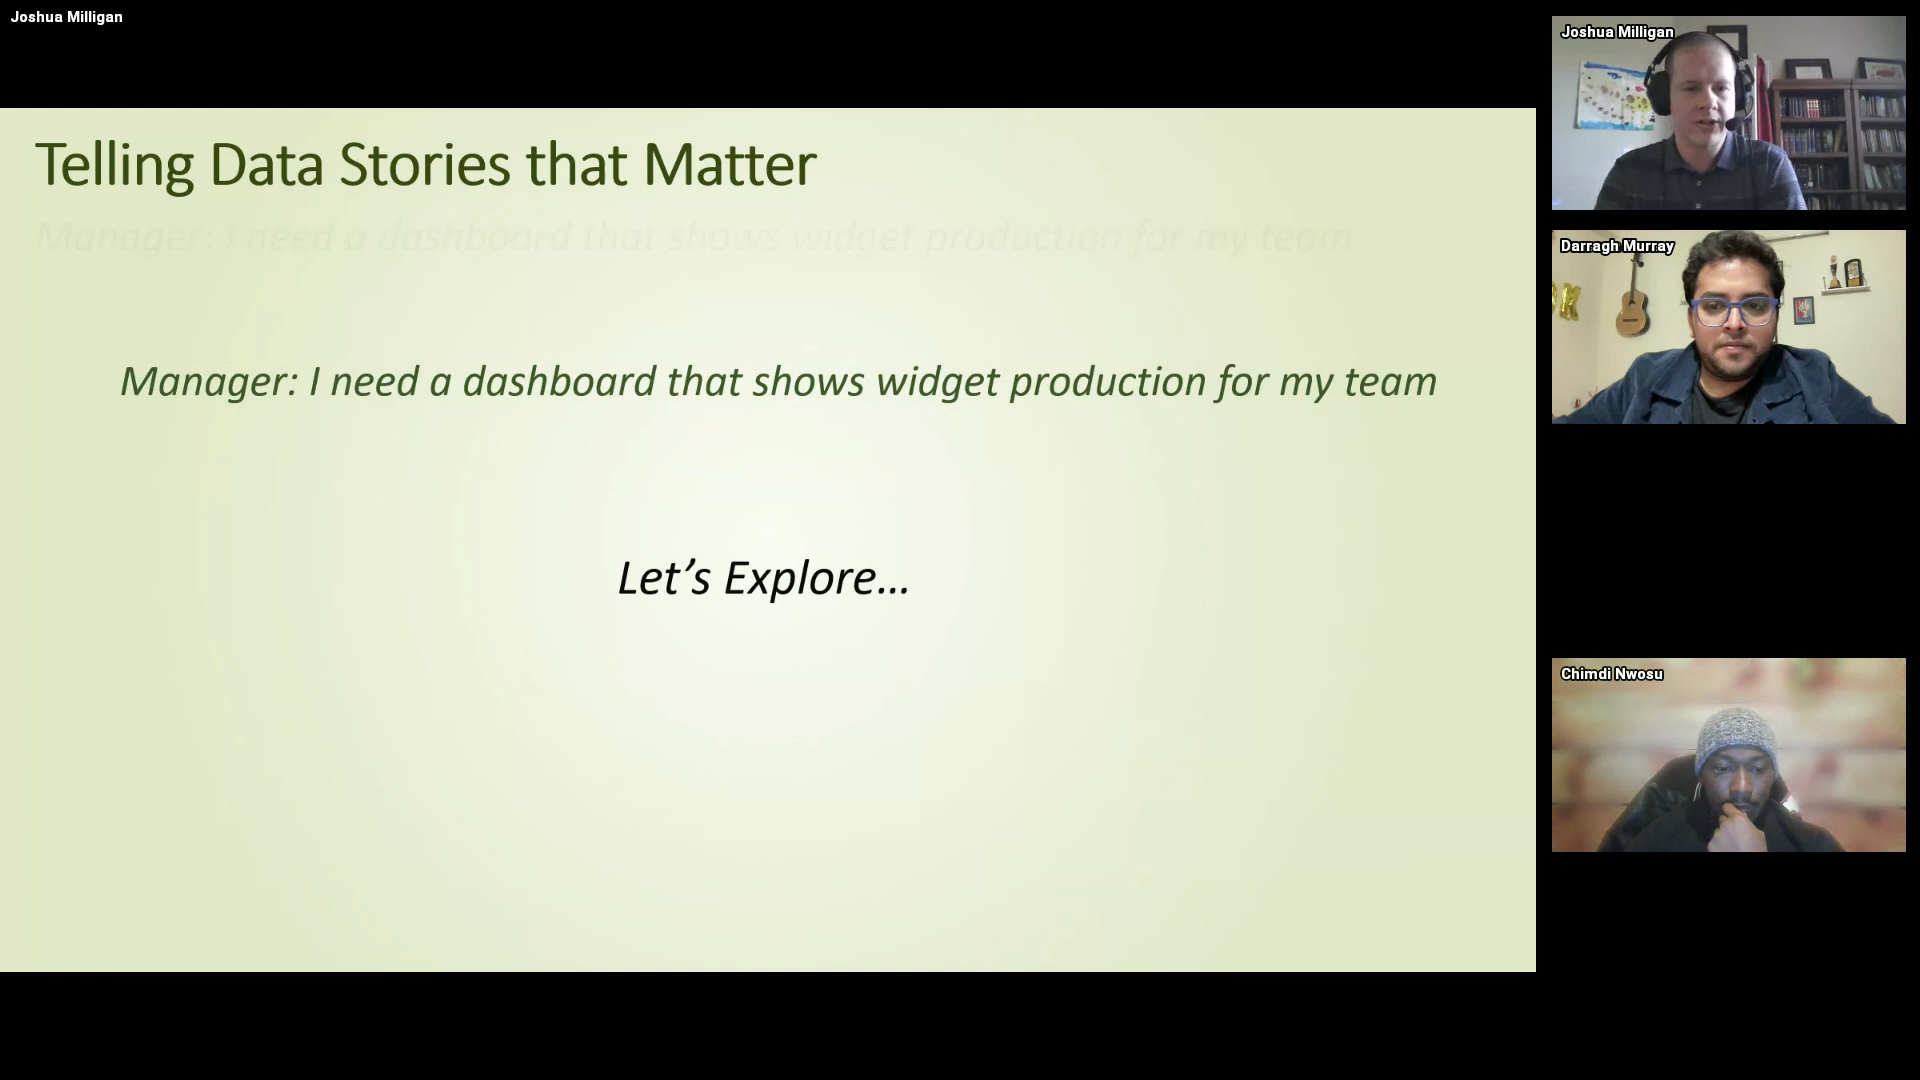 Joshua Milligan
Telling Data Stories that Matter
Manager: I need a dashboard that shows widget production for my team
Manager: I need a dashboard that shows widget production for my team
Let’s Explore…
Joshua Milligan
Darragh Murray
Chimdi Nwosu